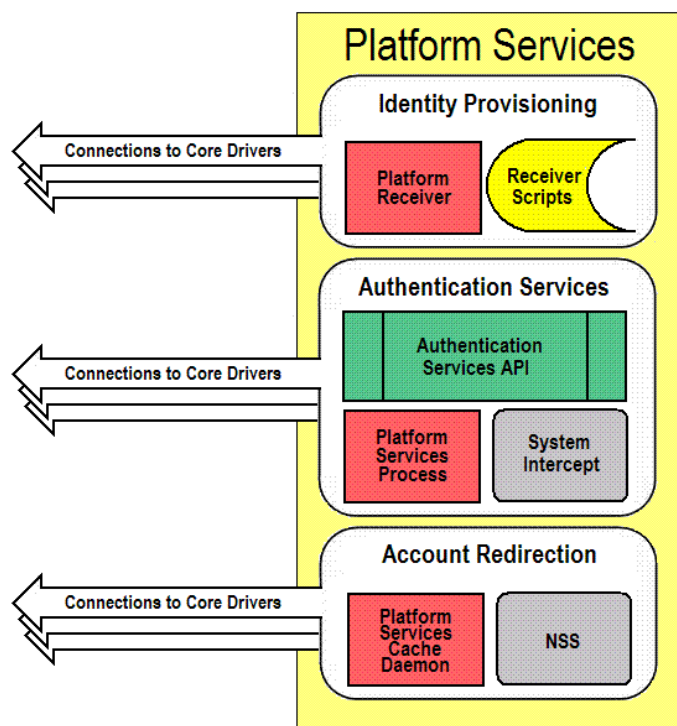 Platform Services
Identity Provisioning
Connections to Core Drivers
Platform
Receiver
Receiver
Scripts
Authentication Services
Authentication
Services API
Connections to Core Drivers
Platform
Services
Process
System
Intercept
Account Redirection
Connections to Core Drivers
Platform
Services
Cache
Daemon
NSS